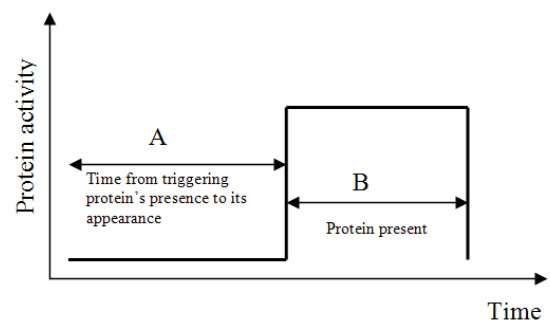 Protein activity
A
Time from triggering
protein's presence to its
appearance
B
Protein present
Time